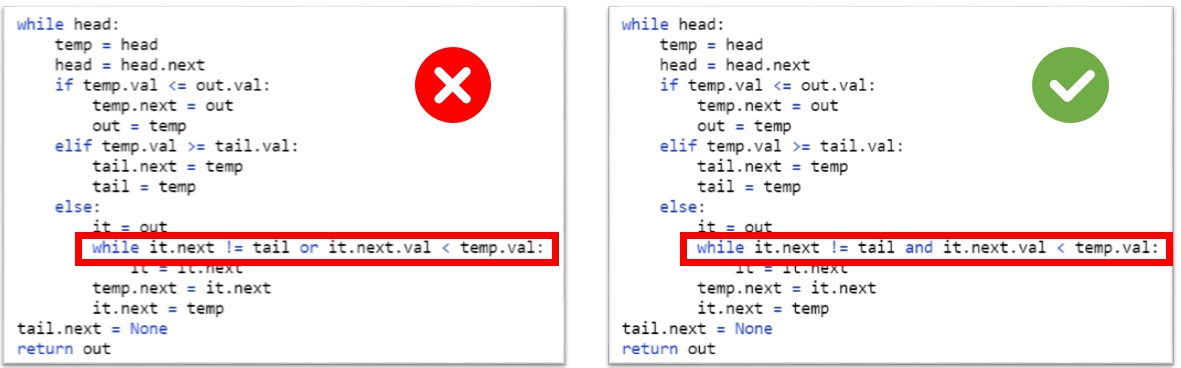 while head:
    temp = head
    head = head.next
    if temp.val <= out.val:
        temp.next = out
        out = temp
    elif temp.val >= tail.val:
        tail.next = temp
        tail = temp
    else:
        it = out
        while it.next != tail or it.next.val < temp.val:
            it = it.next
        temp.next = it.next
        it.next = temp
tail.next = None
return out
while head:
    temp = head
    head = head.next
    if temp.val <= out.val:
        temp.next = out
        out = temp
    elif temp.val >= tail.val:
        tail.next = temp
        tail = temp
    else:
        it = out
        while it.next != tail and it.next.val < temp.val:
            it = it.next
        temp.next = it.next
        it.next = temp
tail.next = None
return out